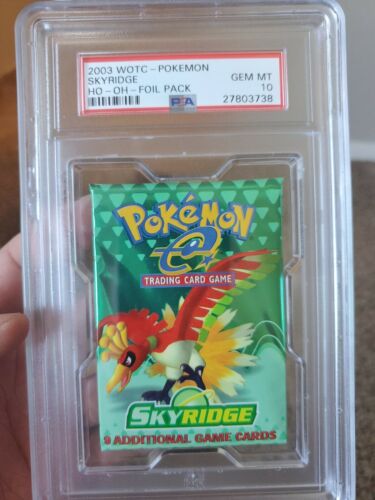 2003 WOTC - POKEMON
SKYRIDGE
HO - OH - FOIL PACK
GEM MT
10
27803738
PSA
POKéMON
e
TRADING CARD GAME
SKYRIDGE
9 ADDITIONAL GAME CARDS